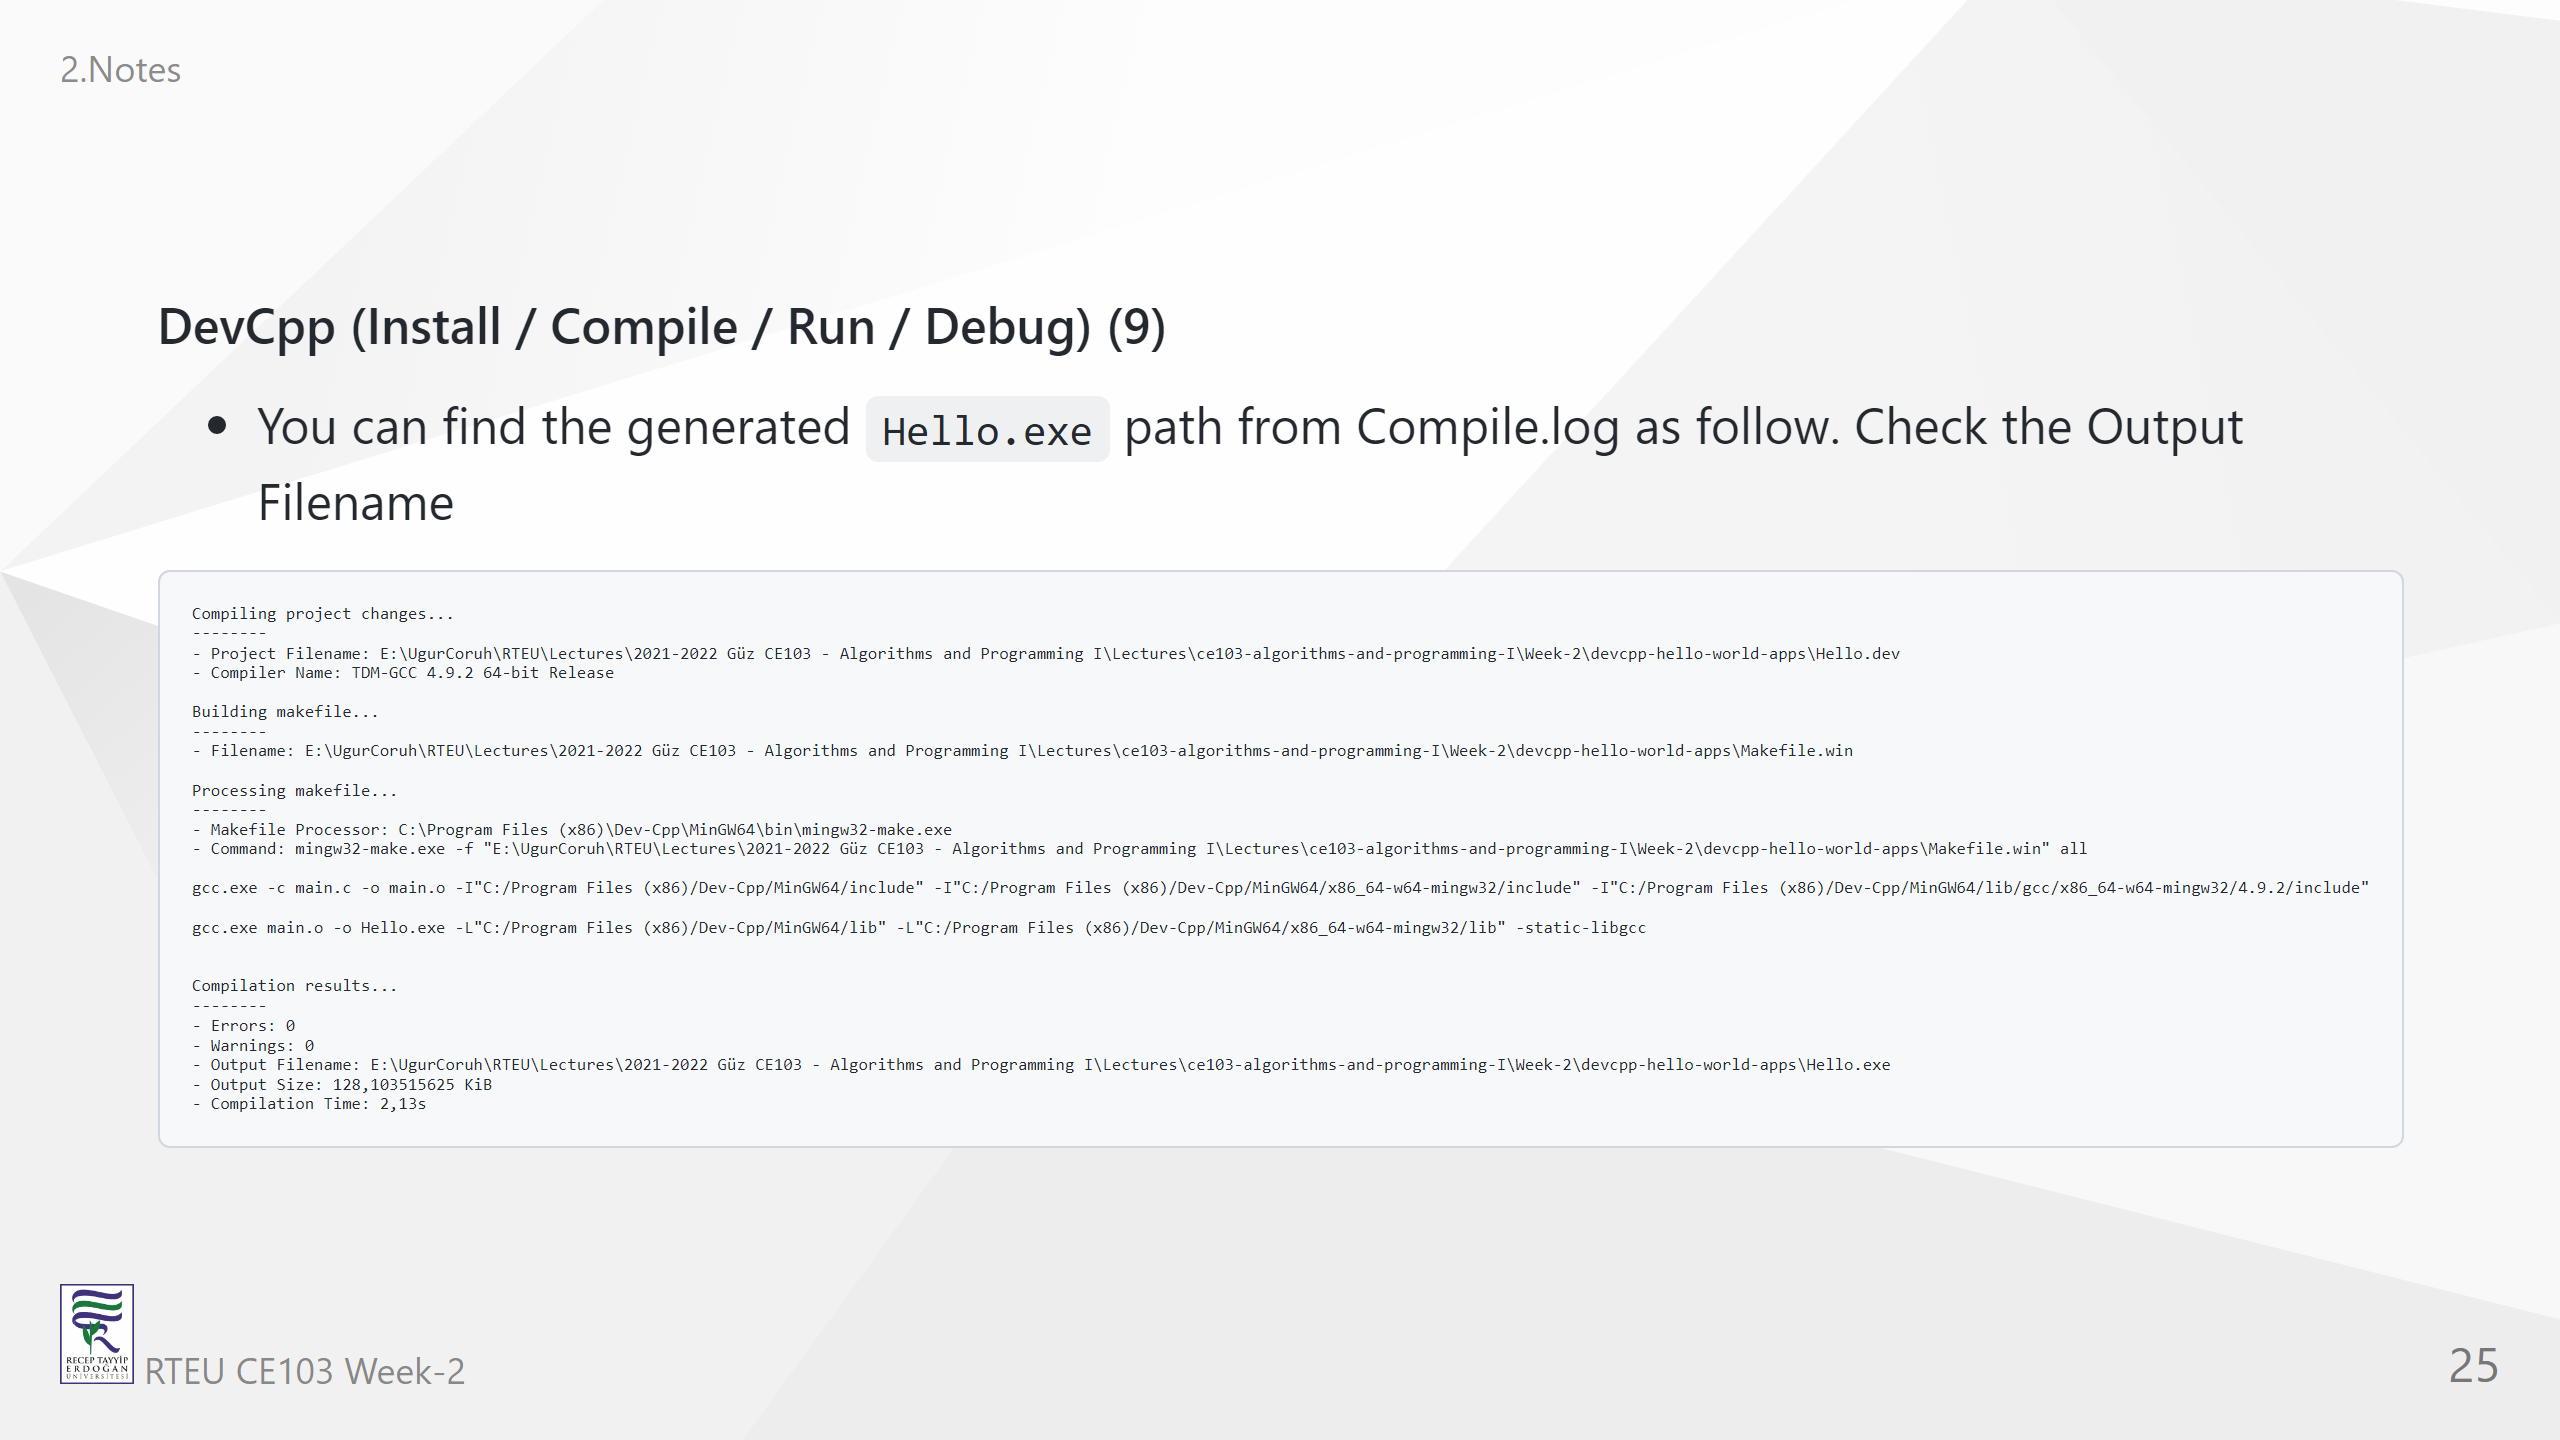 2.Notes
DevCpp (Install / Compile / Run / Debug) (9)
• You can find the generated Hello.exe path from Compile.log as follow. Check the Output
Filename
Compiling project changes...
--------
- Project Filename: E:\UgurCoruh\RTEU\Lectures\2021-2022 Güz CE103 - Algorithms and Programming I\Lectures\ce103-algorithms-and-programming-I\Week-2\devcpp-hello-world-apps\Hello.dev
- Compiler Name: TDM-GCC 4.9.2 64-bit Release
Building makefile...
--------
- Filename: E:\UgurCoruh\RTEU\Lectures\2021-2022 Güz CE103 - Algorithms and Programming I\Lectures\ce103-algorithms-and-programming-I\Week-2\devcpp-hello-world-apps\Makefile.win
Processing makefile...
--------
- Makefile Processor: C:\Program Files (x86)\Dev-Cpp\MinGW64\bin\mingw32-make.exe
- Command: mingw32-make.exe -f "E:\UgurCoruh\RTEU\Lectures\2021-2022 Güz CE103 - Algorithms and Programming I\Lectures\ce103-algorithms-and-programming-I\Week-2\devcpp-hello-world-apps\Makefile.win" all
gcc.exe -c main.c -o main.o -I"C:/Program Files (x86)/Dev-Cpp/MinGW64/include" -I"C:/Program Files (x86)/Dev-Cpp/MinGW64/x86_64-w64-mingw32/include" -I"C:/Program Files (x86)/Dev-Cpp/MinGW64/lib/gcc/x86_64-w64-mingw32/4.9.2/include"
gcc.exe main.o -o Hello.exe -L"C:/Program Files (x86)/Dev-Cpp/MinGW64/lib" -L"C:/Program Files (x86)/Dev-Cpp/MinGW64/x86_64-w64-mingw32/lib" -static-libgcc
Compilation results...
--------
- Errors: 0
- Warnings: 0
- Output Filename: E:\UgurCoruh\RTEU\Lectures\2021-2022 Güz CE103 - Algorithms and Programming I\Lectures\ce103-algorithms-and-programming-I\Week-2\devcpp-hello-world-apps\Hello.exe
- Output Size: 128,103515625 KiB
- Compilation Time: 2,13s
RECEP TAYYİP
ERDOĞAN
ÜNİVERSİTESİ
RTEU CE103 Week-2
25